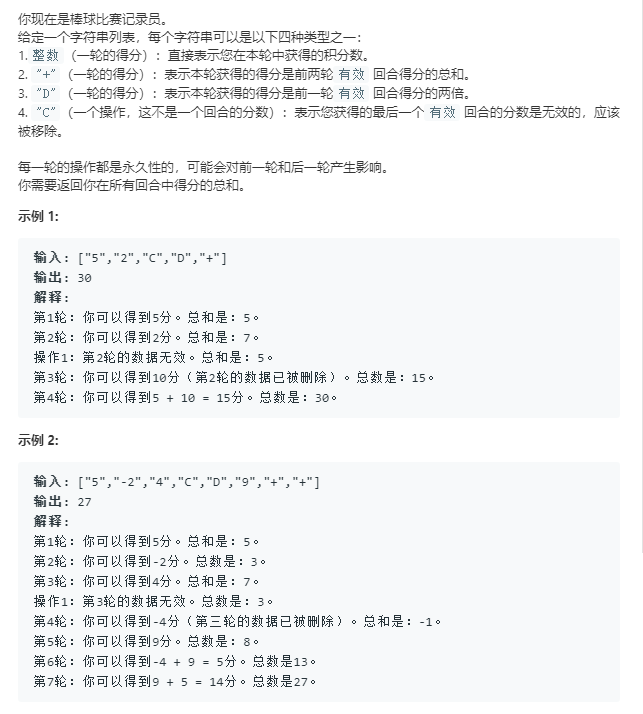 你现在是棒球比赛记录员。
给定一个字符串列表，每个字符串可以是以下四种类型之一：
1. 整数 （一轮的得分）：直接表示您在本轮中获得的积分数。
2. "+" （一轮的得分）：表示本轮获得的得分是前两轮 有效 回合得分的总和。
3. "D" （一轮的得分）：表示本轮获得的得分是前一轮 有效 回合得分的两倍。
4. "C" （一个操作，这不是一个回合的分数）：表示您获得的最后一个 有效 回合的分数是无效的，应该
被移除。
每一轮的操作都是永久性的，可能会对前一轮和后一轮产生影响。
你需要返回你在所有回合中得分的总和。
示例 1:
输入: ["5","2","C","D","+"]
输出: 30
解释:
第1轮：你可以得到5分。总和是：5。
第2轮：你可以得到2分。总和是：7。
操作1：第2轮的数据无效。总和是：5。
第3轮：你可以得到10分（第2轮的数据已被删除）。总数是：15。
第4轮：你可以得到5 + 10 = 15分。总数是：30。
示例 2:
输入: ["5","-2","4","C","D","9","+","+"]
输出: 27
解释:
第1轮：你可以得到5分。总和是：5。
第2轮：你可以得到-2分。总数是：3。
第3轮：你可以得到4分。总和是：7。
操作1：第3轮的数据无效。总数是：3。
第4轮：你可以得到-4分（第三轮的数据已被删除）。总和是：-1。
第5轮：你可以得到9分。总数是：8。
第6轮：你可以得到-4 + 9 = 5分。总数是13。
第7轮：你可以得到9 + 5 = 14分。总数是27。